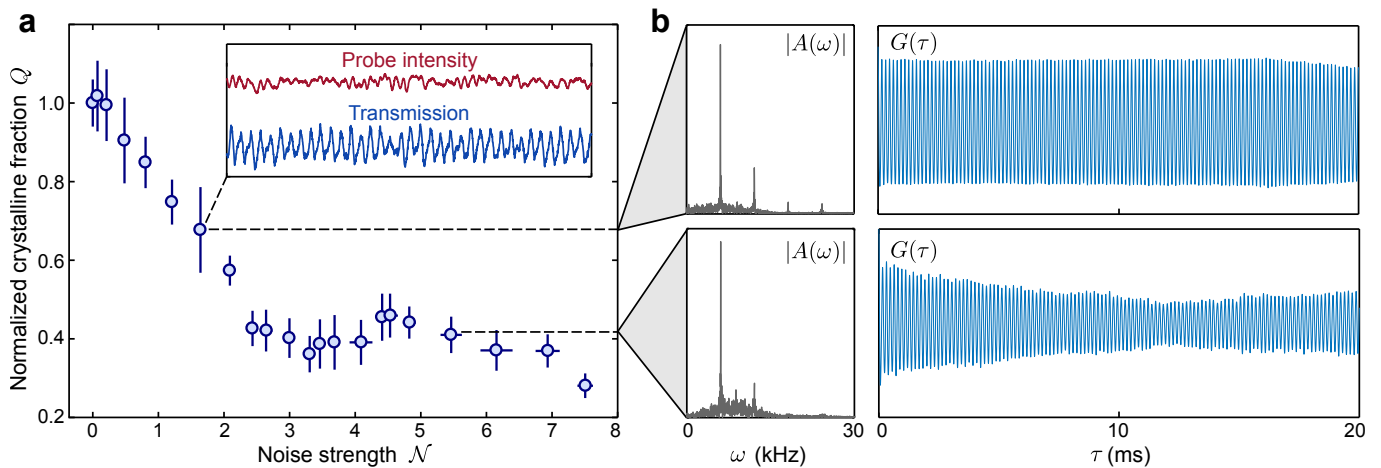 a
Normalized crystalline fraction Q
1.0
0.8
0.6
0.4
0.2
Probe intensity
Transmission
0 1 2 3 4 5 6 7 8
Noise strength 𝒩
b
|A(ω)|
G(τ)
|A(ω)|
G(τ)
0 30
ω (kHz)
0 10 20
τ (ms)